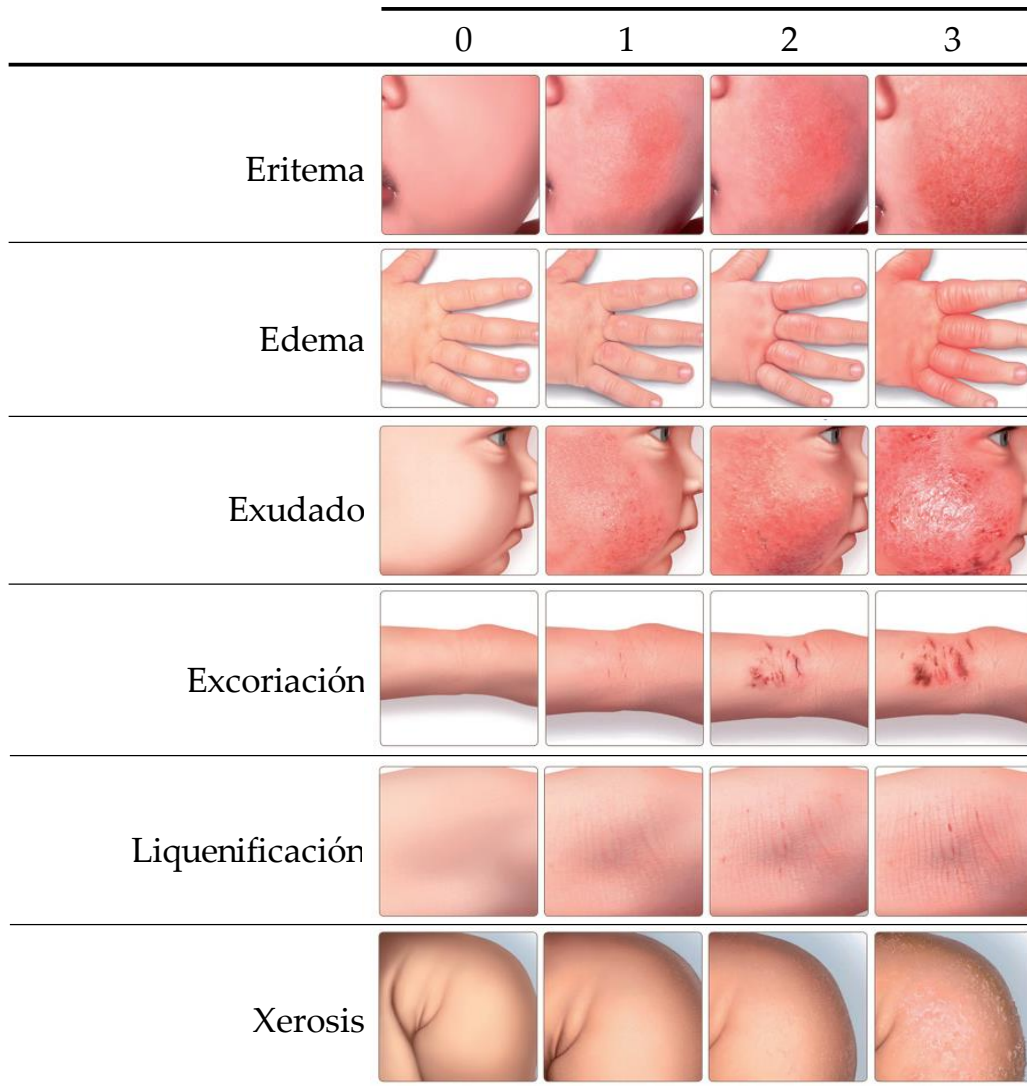 0 1 2 3
Eritema
Edema
Exudado
Excoriación
Liquenificación
Xerosis